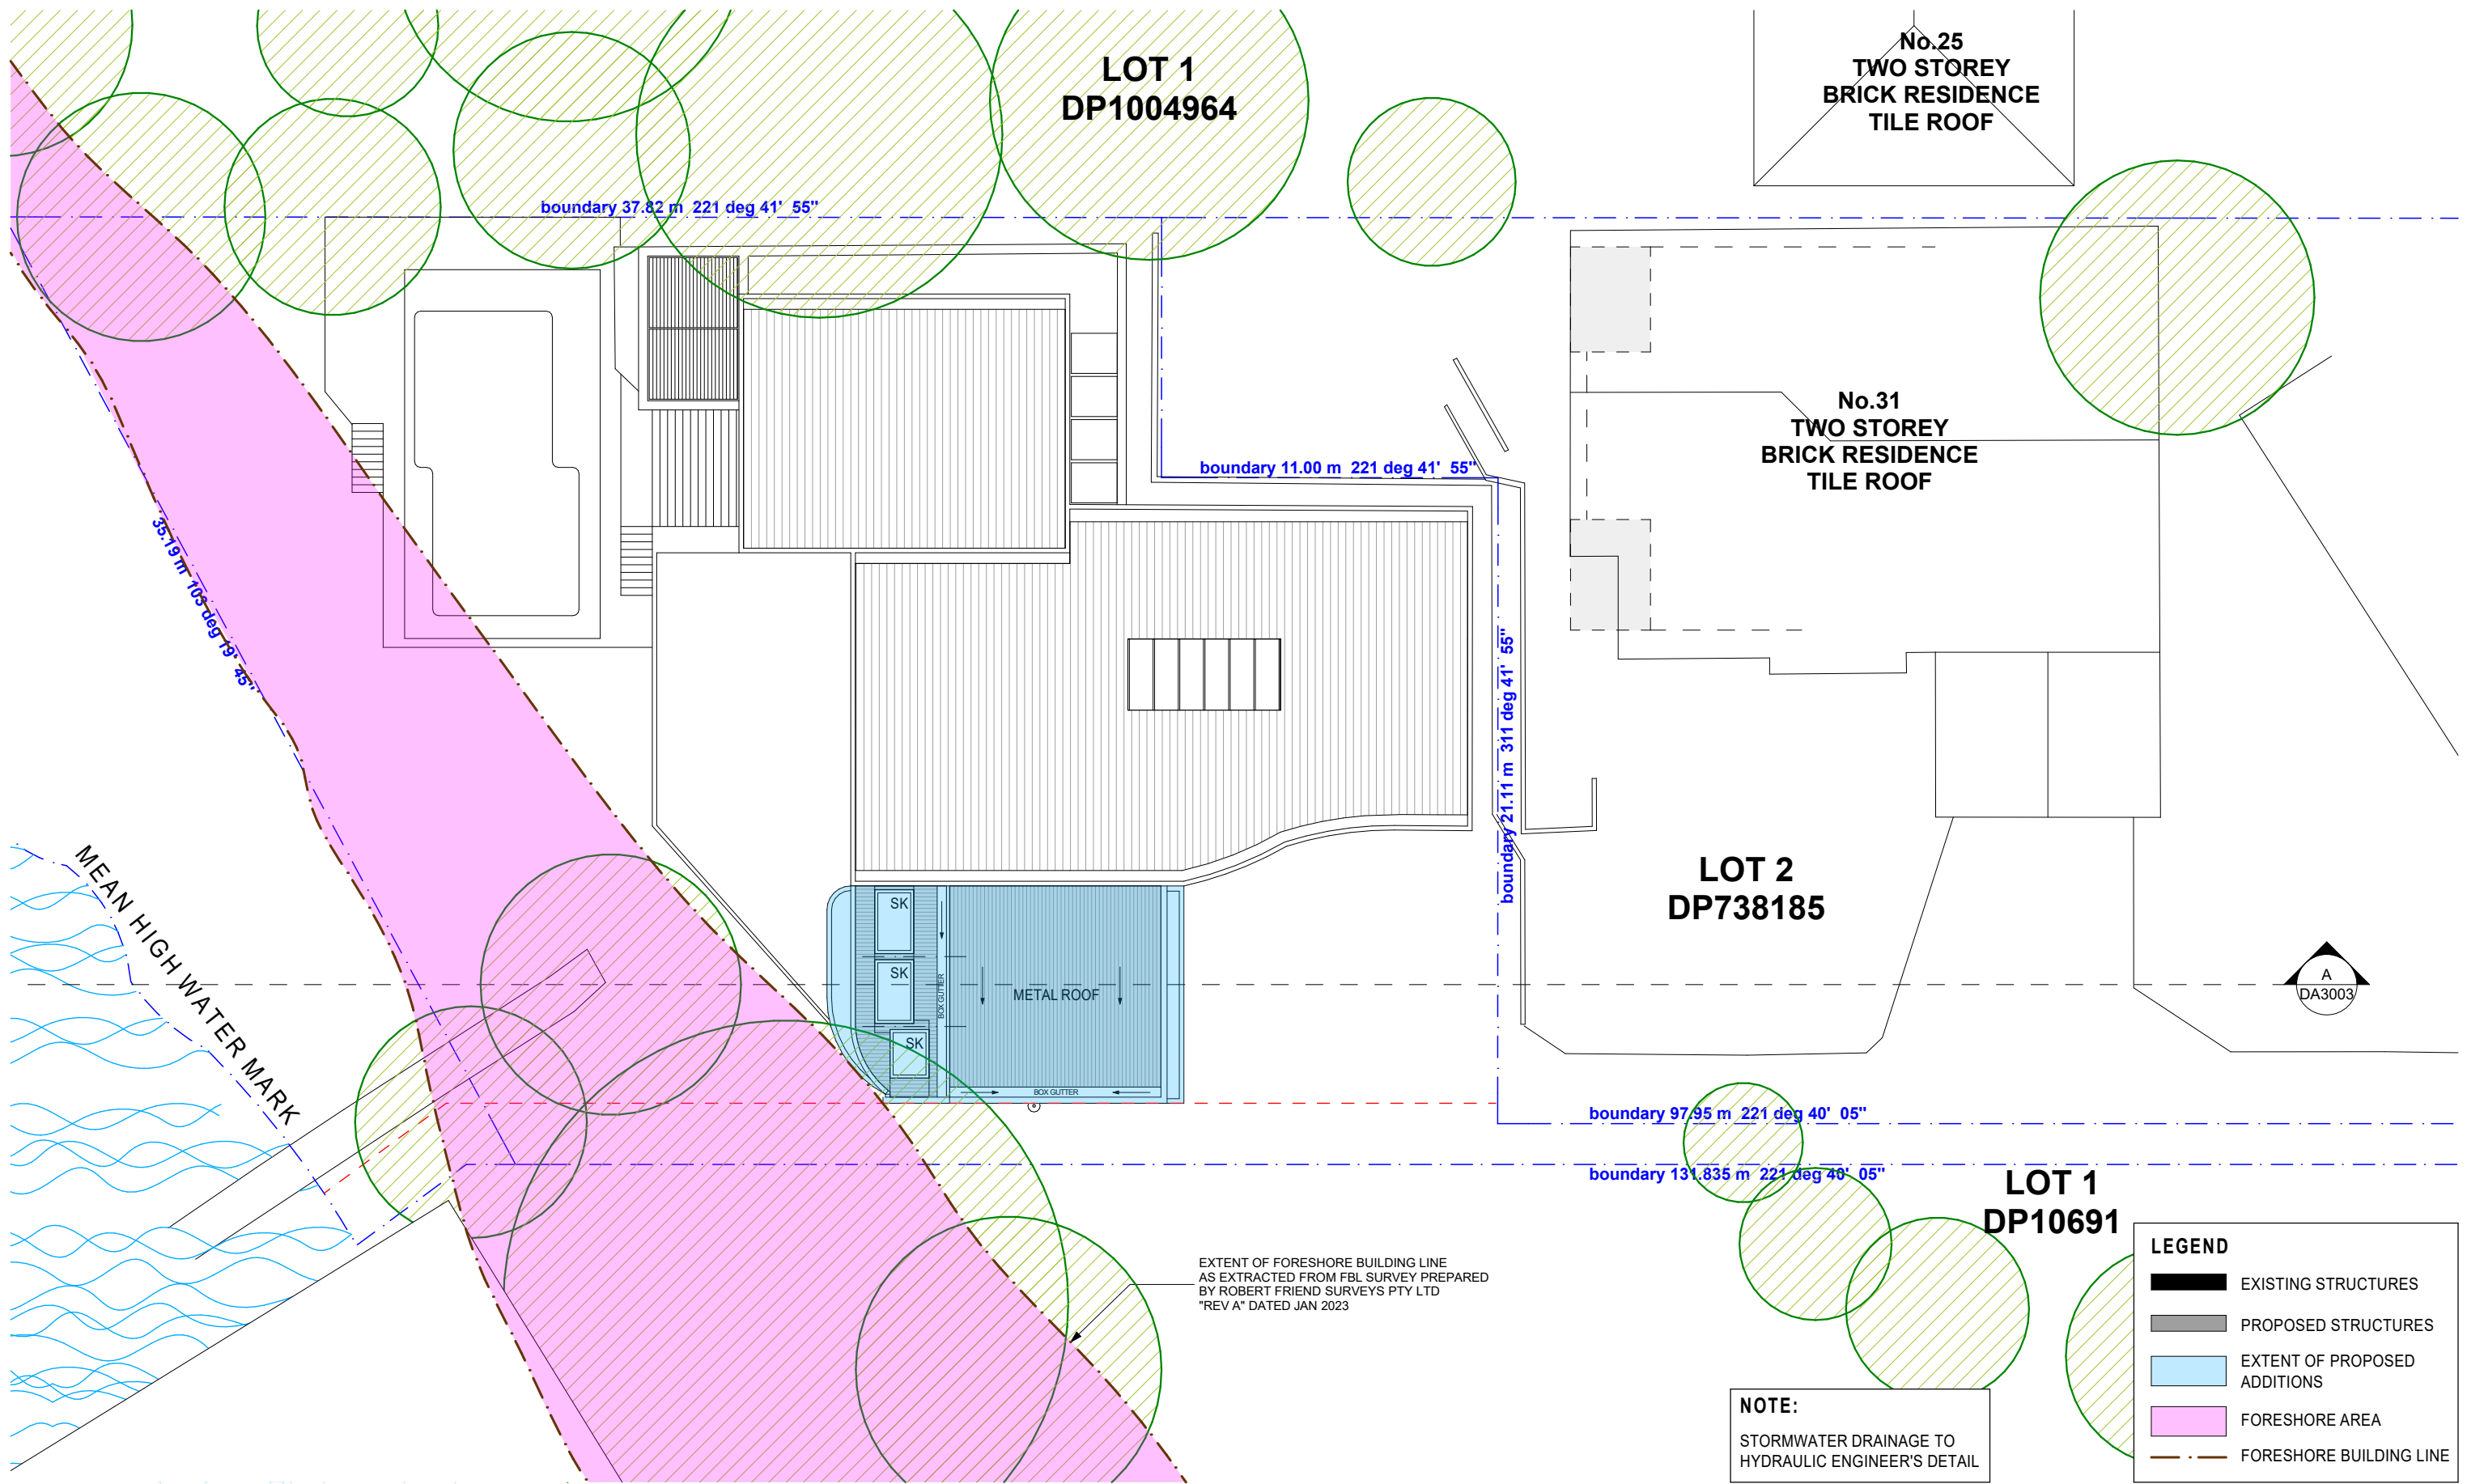 LOT 1
DP1004964
No.25
TWO STOREY
BRICK RESIDENCE
TILE ROOF
boundary 37.82 m 221 deg 41' 55"
No.31
TWO STOREY
BRICK RESIDENCE
TILE ROOF
boundary 11.00 m 221 deg 41' 55"
35.19 m 103 deg 19' 45"
boundary 21.11 m 311 deg 41' 55"
MEAN HIGH WATER MARK
LOT 2
DP738185
SK
SK
SK
BOX GUTTER
METAL ROOF
BOX GUTTER
A
DA3003
boundary 97.95 m 221 deg 40' 05"
boundary 131.835 m 221 deg 40' 05"
LOT 1
DP10691
EXTENT OF FORESHORE BUILDING LINE
AS EXTRACTED FROM FBL SURVEY PREPARED
BY ROBERT FRIEND SURVEYS PTY LTD
"REV A" DATED JAN 2023
NOTE:
STORMWATER DRAINAGE TO
HYDRAULIC ENGINEER'S DETAIL
LEGEND
EXISTING STRUCTURES
PROPOSED STRUCTURES
EXTENT OF PROPOSED
ADDITIONS
FORESHORE AREA
FORESHORE BUILDING LINE